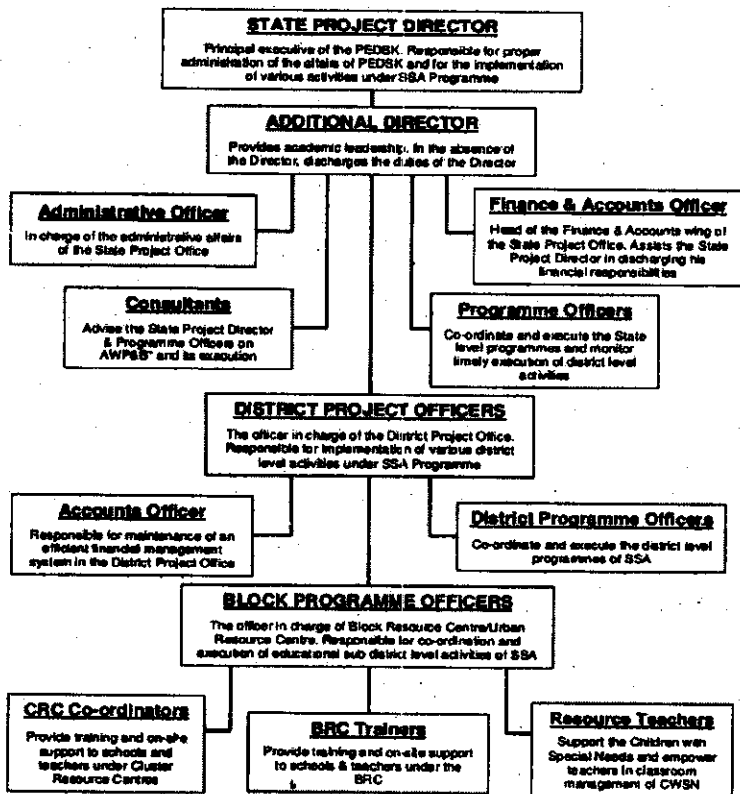 STATE PROJECT DIRECTOR
Principal executive of the PEDSK. Responsible for proper
administration of the affairs of PEDSK and for the implementation
of various activities under SSA Programme
ADDITIONAL DIRECTOR
Provides academic leadership. In the absence of
the Director, discharges the duties of the Director
Administrative Officer
In charge of the administrative affairs
of the State Project Office
Finance & Accounts Officer
Head of the Finance & Accounts wing of
the State Project Office. Assists the State
Project Director in discharging his
financial responsibilities
Consultants
Advise the State Project Director
& Programme Officers on
AWP&B* and its execution
Programme Officers
Co-ordinate and execute the State
level programmes and monitor
timely execution of district level
activities
DISTRICT PROJECT OFFICERS
The officer in charge of the District Project Office.
Responsible for implementation of various district
level activities under SSA Programme
Accounts Officer
Responsible for maintenance of an
efficient financial management
system in the District Project Office
District Programme Officers
Co-ordinate and execute the district level
programmes of SSA
BLOCK PROGRAMME OFFICERS
The officer in charge of Block Resource Centre/Urban
Resource Centre. Responsible for co-ordination and
execution of educational sub district level activities of SSA
CRC Co-ordinators
Provide training and on-site
support to schools and
teachers under Cluster
Resource Centres
BRC Trainers
Provide training and on-site support
to schools & teachers under the
BRC
Resource Teachers
Support the Children with
Special Needs and empower
teachers in classroom
management of CWSN